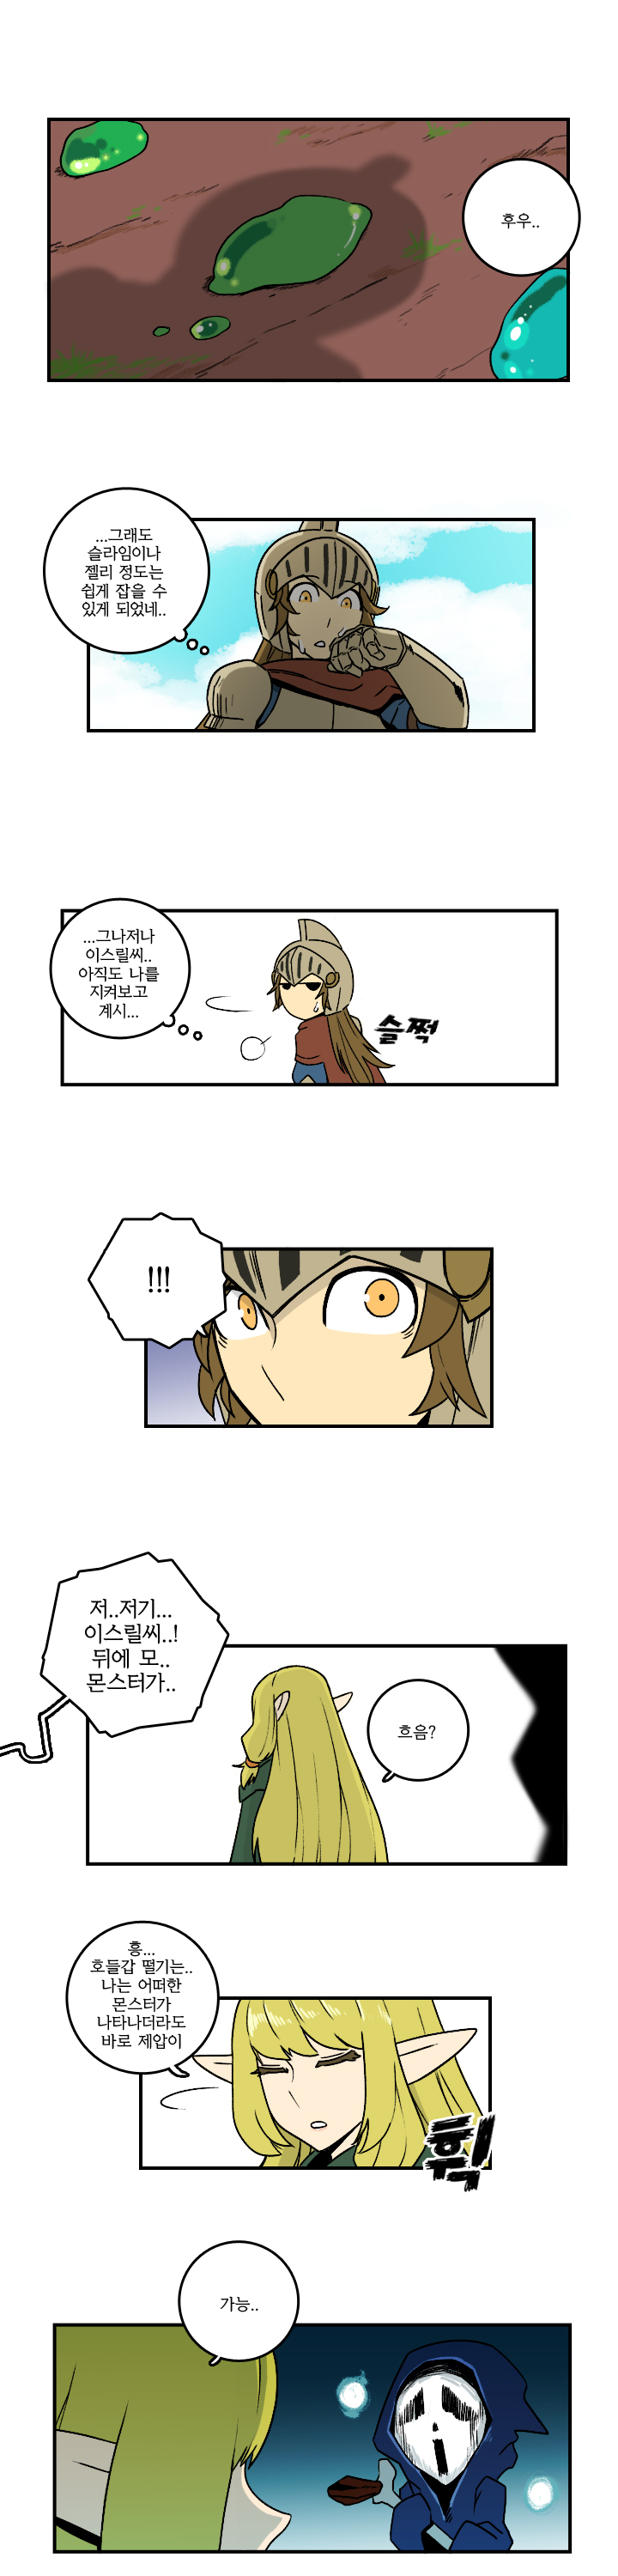 후우..
...그래도
슬라임이나
젤리 정도는
쉽게 잡을 수
있게 되었네..
...그나저나
이스릴씨..
아직도 나를
지켜보고
계시...
슬쩍
!!!
저..저기...
이스릴씨..!
뒤에 모..
몬스터가..
흐음?
흥...
호들갑 떨기는..
나는 어떠한
몬스터가
나타나더라도
바로 제압이
휙
가능..